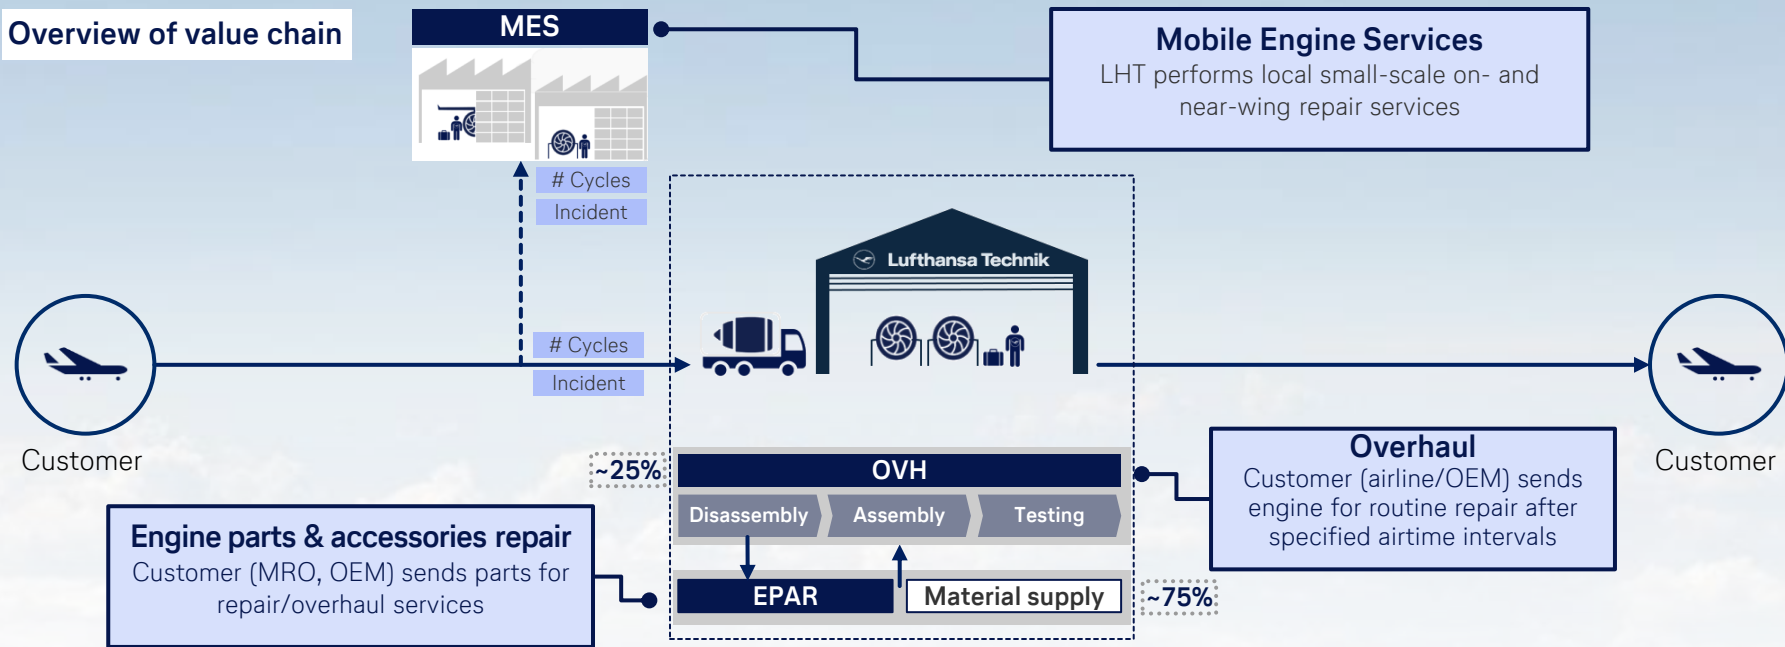 Overview of value chain
MES
Mobile Engine Services
LHT performs local small-scale on- and
near-wing repair services
# Cycles
Incident
Lufthansa Technik
# Cycles
Incident
Customer
Customer
~25%
OVH
Disassembly
Assembly
Testing
Overhaul
Customer (airline/OEM) sends
engine for routine repair after
specified airtime intervals
Engine parts & accessories repair
Customer (MRO, OEM) sends parts for
repair/overhaul services
EPAR
Material supply
~75%